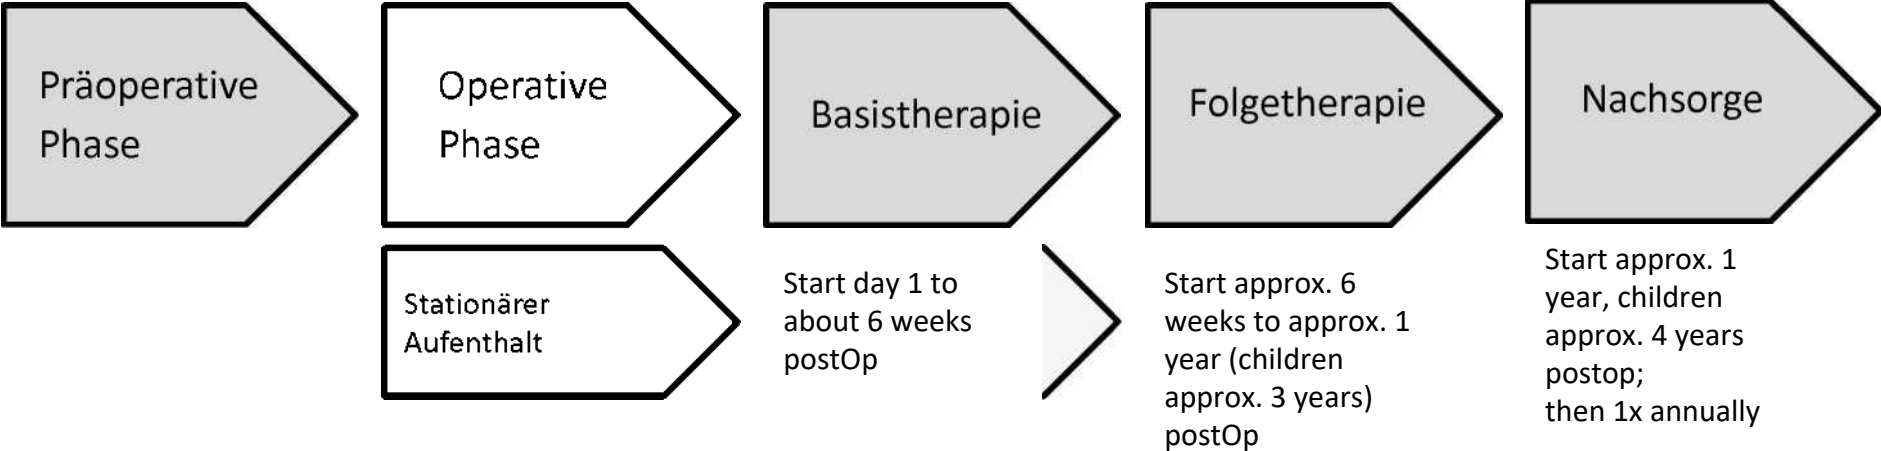 Präoperative
Phase
Operative
Phase
Basistherapie
Folgetherapie
Nachsorge
Stationärer
Aufenthalt
Start day 1 to
about 6 weeks
postOp
Start approx. 6
weeks to approx. 1
year (children
approx. 3 years)
postOp
Start approx. 1
year, children
approx. 4 years
postop;
then 1x annually